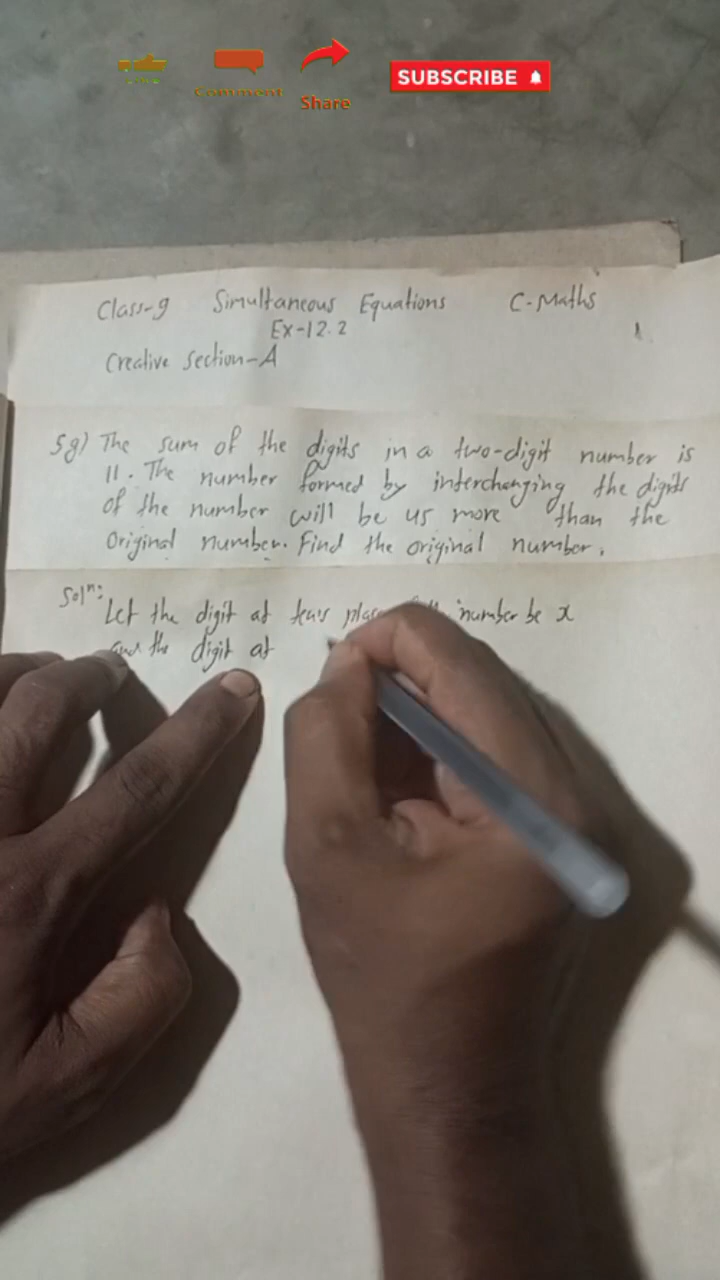 Comment
Share
SUBSCRIBE
Class-9 Simultaneous Equations C-Maths
Ex-12.2
Creative Section-A
5g) The sum of the digits in a two-digit number is
11. The number formed by interchanging the digits
of the number will be us more than the
Original number. Find the original number.
Solⁿ:
Let the digit at ten's place number be x
and the digit at